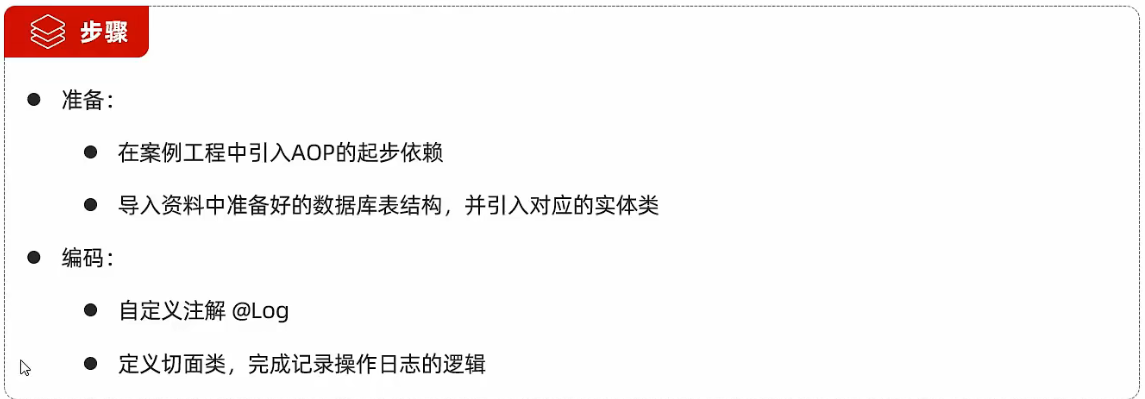 步骤
准备：
在案例工程中引入AOP的起步依赖
导入资料中准备好的数据库表结构，并引入对应的实体类
编码：
自定义注解 @Log
定义切面类，完成记录操作日志的逻辑